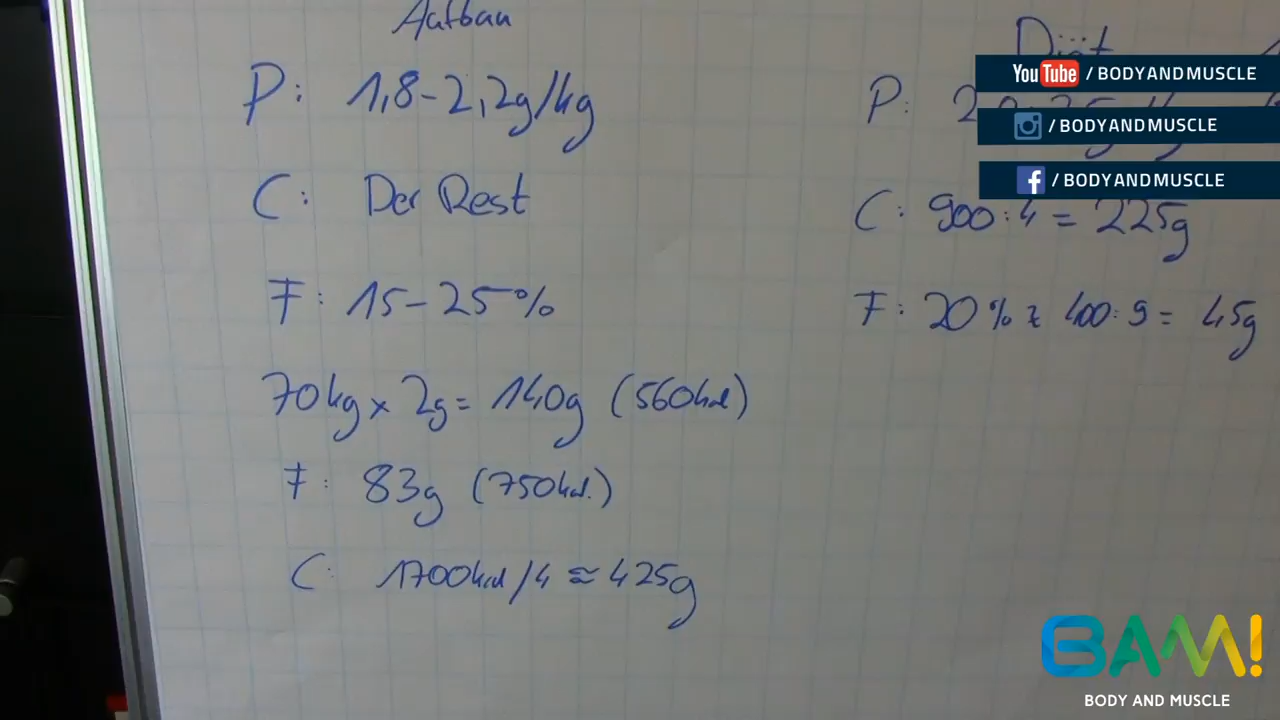 Aufbau
P: 1,8-2,2g/kg
C: Der Rest
F: 15-25%
70kg x 2g = 140g (560kcal)
F: 83g (750kcal.)
C: 1700kcal/4 ≈ 425g
Diät
P:
C: 900:4 = 225g
F: 20% ≈ 400:9 = 45g
YouTube /BODYANDMUSCLE
/BODYANDMUSCLE
f /BODYANDMUSCLE
BAM!
BODY AND MUSCLE